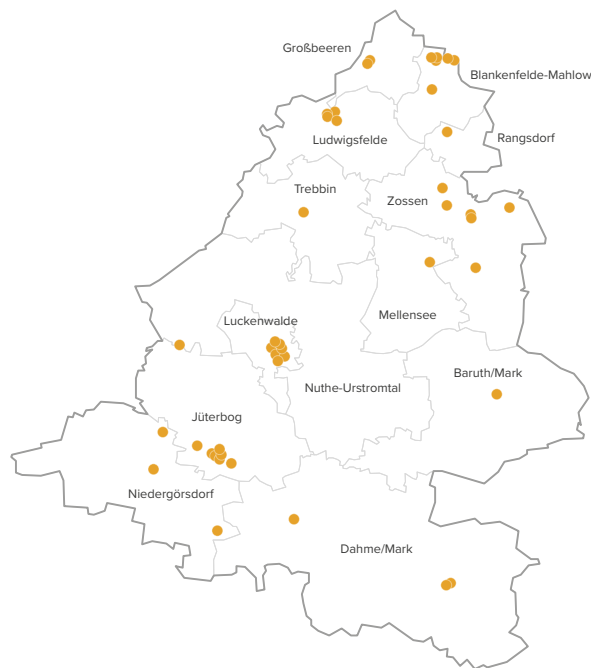 Großbeeren
Blankenfelde-Mahlow
Ludwigsfelde
Rangsdorf
Trebbin
Zossen
Mellensee
Luckenwalde
Baruth/Mark
Nuthe-Urstromtal
Jüterbog
Niedergörsdorf
Dahme/Mark